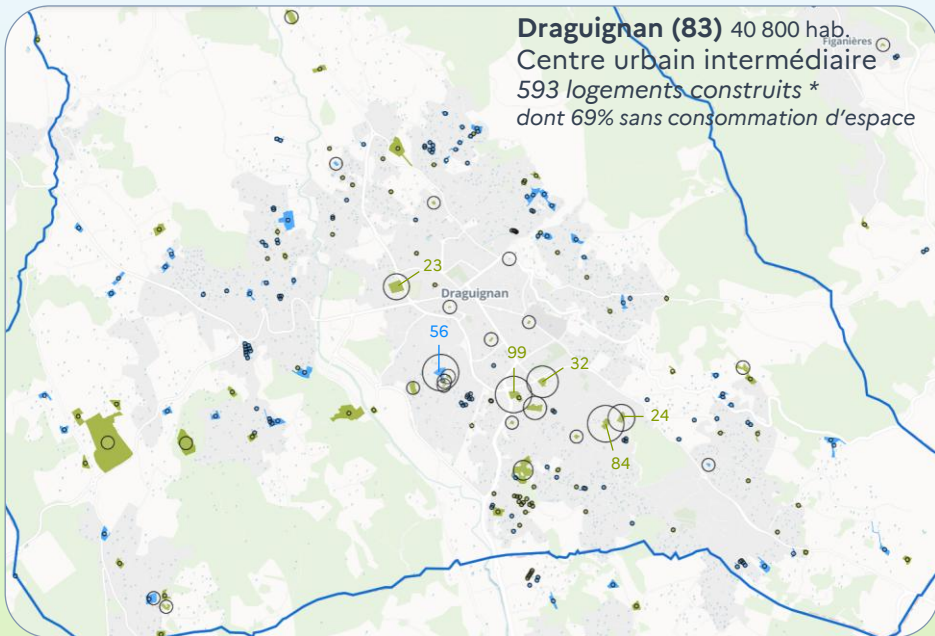 Draguignan (83) 40 800 hab.
Figanières
Centre urbain intermédiaire
593 logements construits *
dont 69% sans consommation d'espace
23
Draguignan
56
99
32
24
84